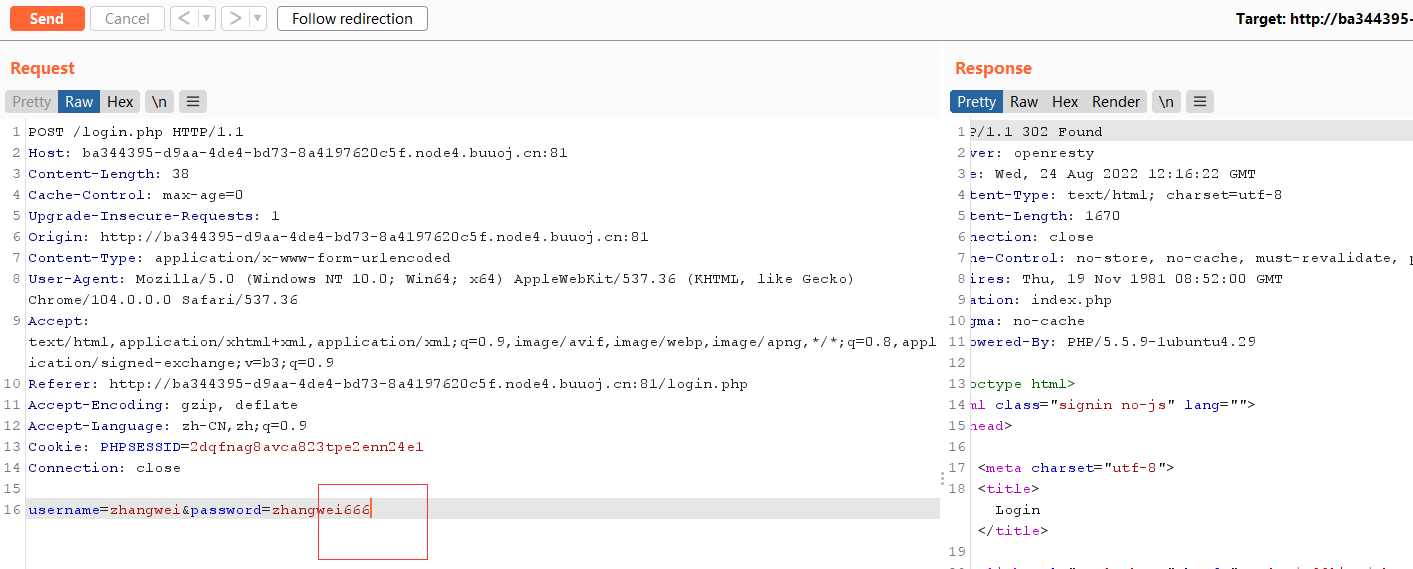 Send Cancel < > Follow redirection Target: http://ba344395-
Request
Pretty Raw Hex \n
1 POST /login.php HTTP/1.1
2 Host: ba344395-d9aa-4de4-bd73-8a4197620c5f.node4.buuoj.cn:81
3 Content-Length: 38
4 Cache-Control: max-age=0
5 Upgrade-Insecure-Requests: 1
6 Origin: http://ba344395-d9aa-4de4-bd73-8a4197620c5f.node4.buuoj.cn:81
7 Content-Type: application/x-www-form-urlencoded
8 User-Agent: Mozilla/5.0 (Windows NT 10.0; Win64; x64) AppleWebKit/537.36 (KHTML, like Gecko)
Chrome/104.0.0.0 Safari/537.36
9 Accept:
text/html,application/xhtml+xml,application/xml;q=0.9,image/avif,image/webp,image/apng,*/*;q=0.8,appl
ication/signed-exchange;v=b3;q=0.9
10 Referer: http://ba344395-d9aa-4de4-bd73-8a4197620c5f.node4.buuoj.cn:81/login.php
11 Accept-Encoding: gzip, deflate
12 Accept-Language: zh-CN,zh;q=0.9
13 Cookie: PHPSESSID=2dqfnag8avca823tpe2enn24e1
14 Connection: close
15
16 username=zhangwei&password=zhangwei666
Response
Pretty Raw Hex Render \n
1 P/1.1 302 Found
2 ver: openresty
3 e: Wed, 24 Aug 2022 12:16:22 GMT
4 tent-Type: text/html; charset=utf-8
5 tent-Length: 1670
6 nection: close
7 he-Control: no-store, no-cache, must-revalidate, p
8 ires: Thu, 19 Nov 1981 08:52:00 GMT
9 ation: index.php
10 gma: no-cache
11 owered-By: PHP/5.5.9-1ubuntu4.29
12
13 octype html>
14 ml class="signin no-js" lang="">
15 head>
16
17 <meta charset="utf-8">
18 <title>
Login
</title>
19